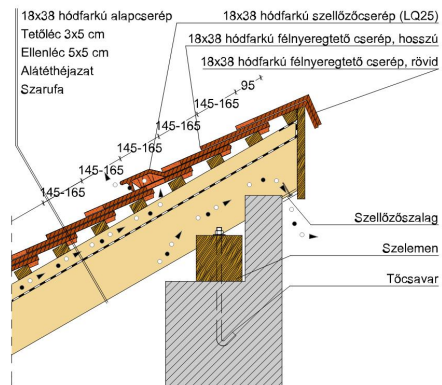 18x38 hódfarkú alapcserép
Tetőléc 3x5 cm
Ellenléc 5x5 cm
Alátéthéjazat
Szarufa
18x38 hódfarkú szellőzőcserép (LQ25)
18x38 hódfarkú félnyeregtető cserép, hosszú
18x38 hódfarkú félnyeregtető cserép, rövid
95
145-165
145-165
145-165
145-165
145-165
Szellőzőszalag
Szelemen
Tőcsavar